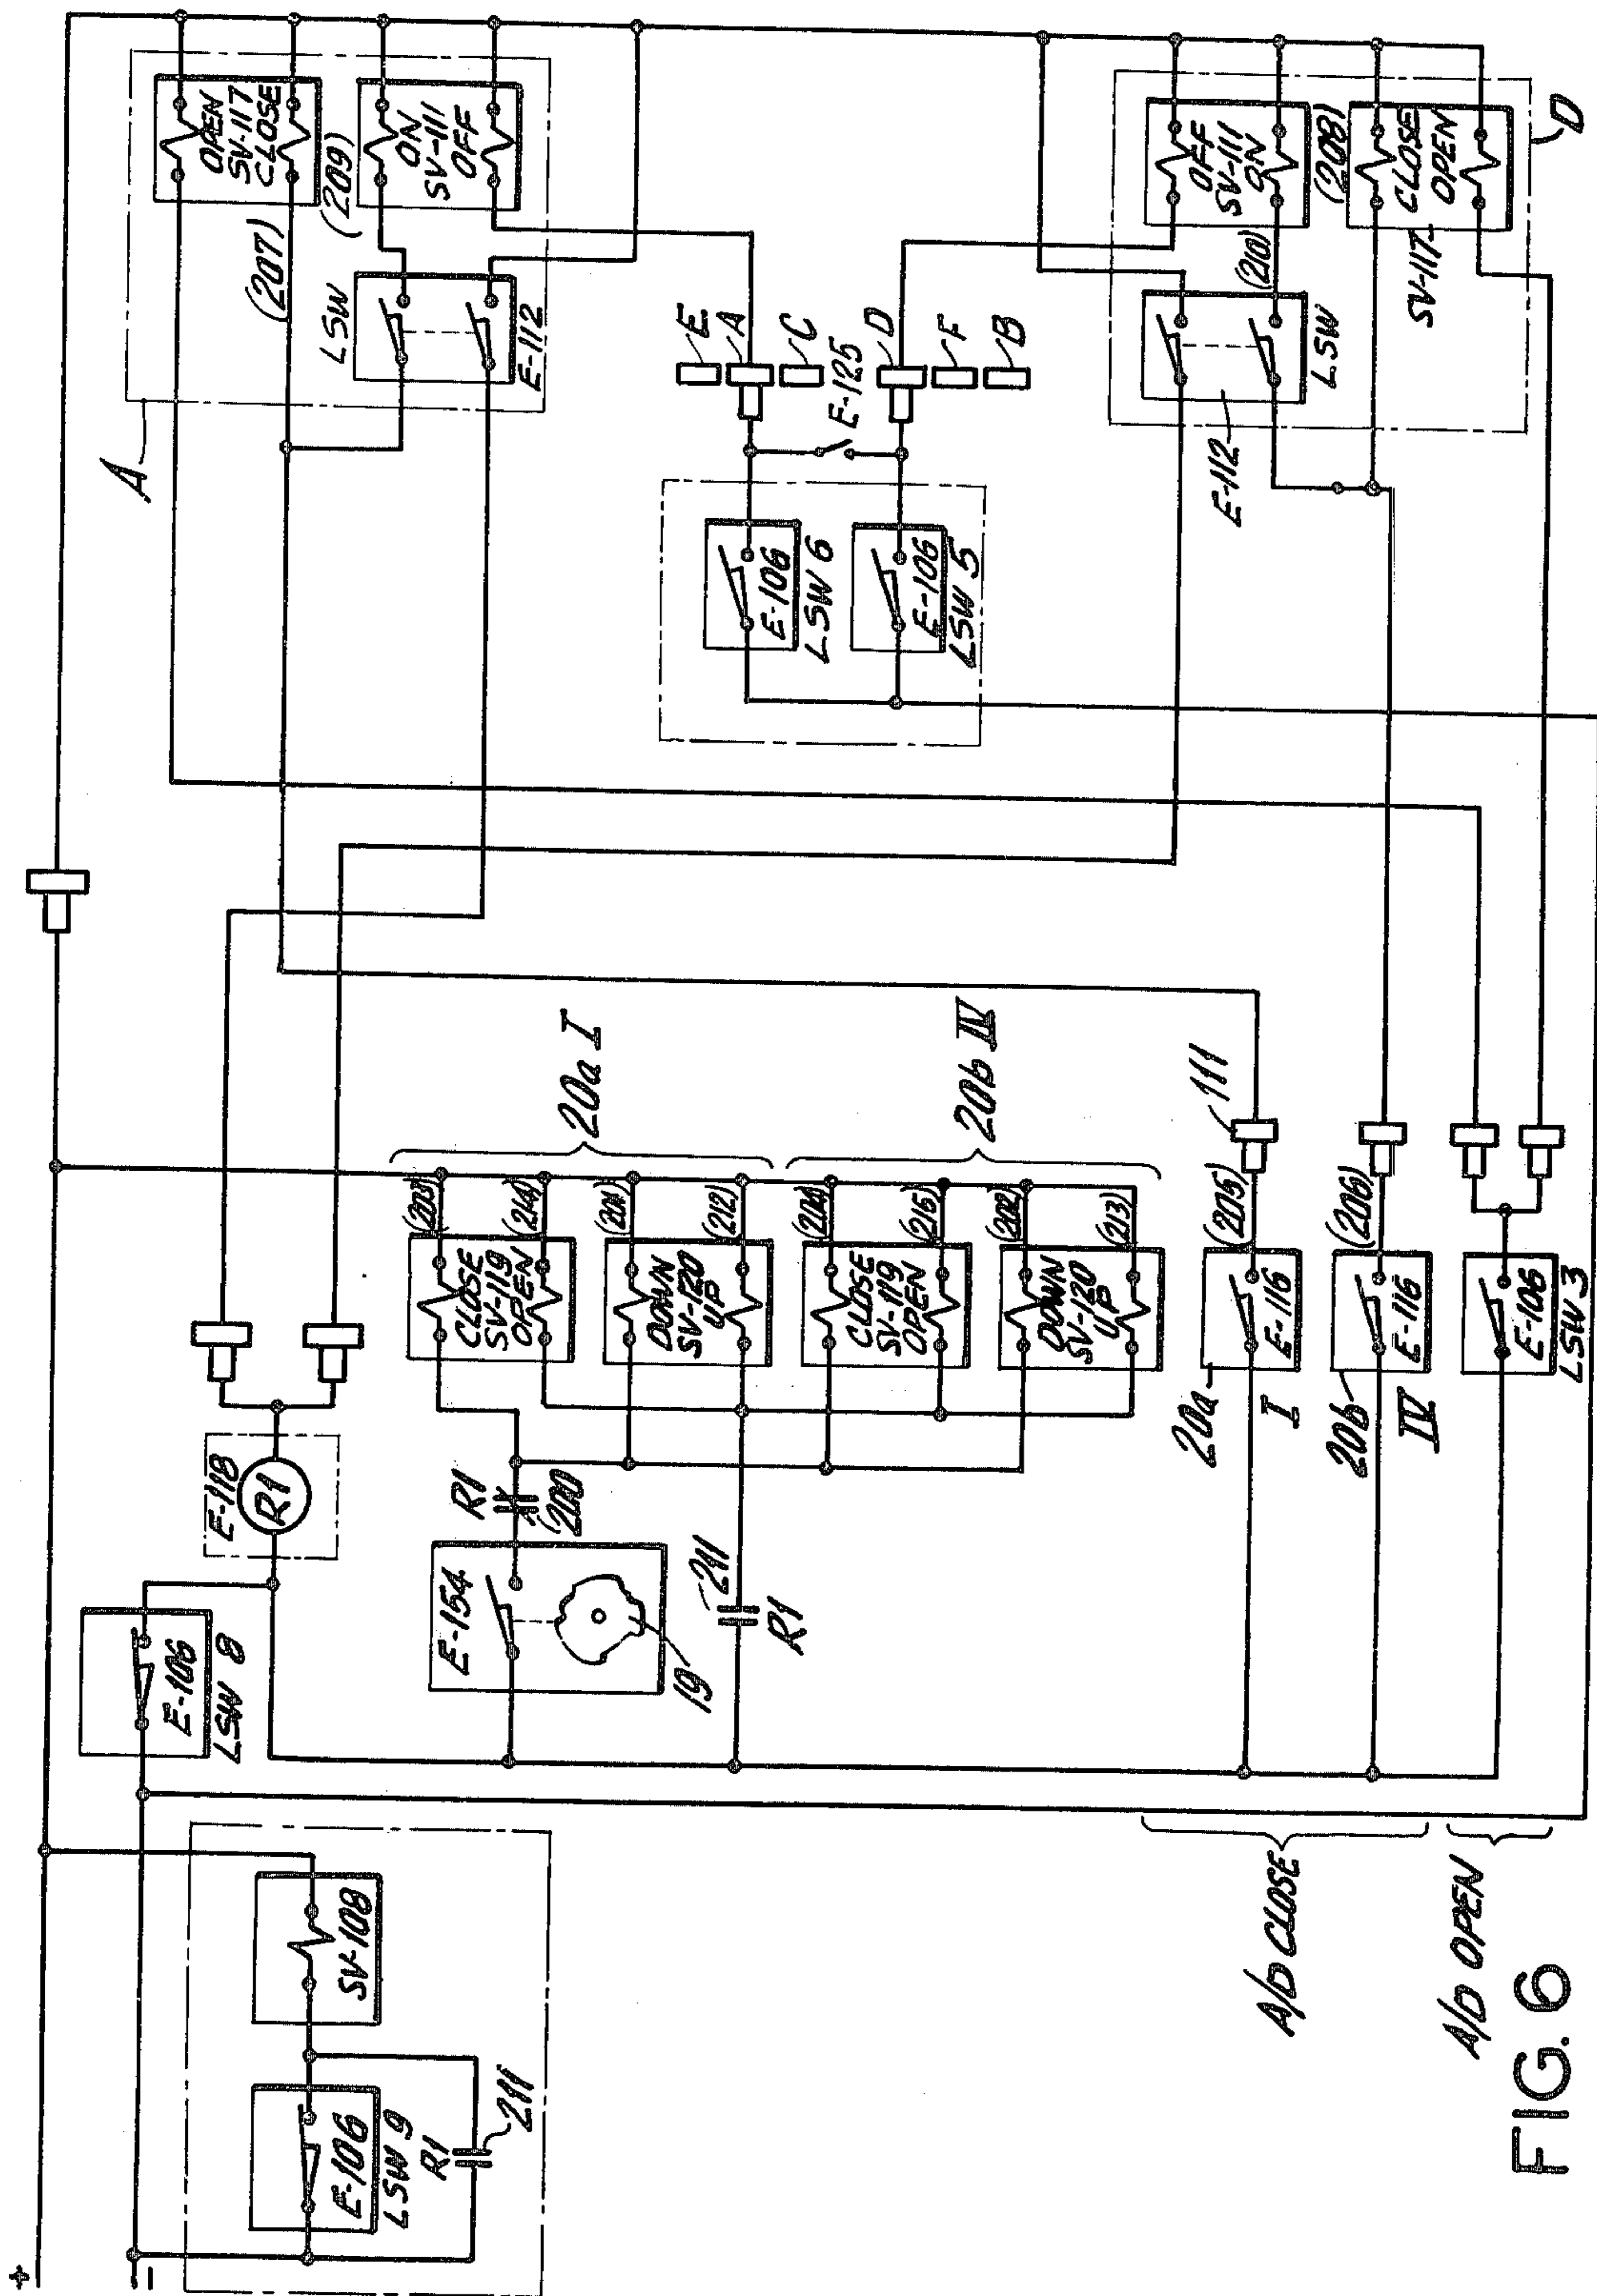 +
−
E-106
LSW 9
R1
211
SV-108
E-106
LSW 8
E-118
R1
E-154
19
R1
(200
211
R1
CLOSE
SV-119
OPEN
(203)
(214)
DOWN
SV-120
UP
(201)
(212)
20a I
CLOSE
SV-119
OPEN
(204)
(215)
DOWN
SV-120
UP
(202)
(213)
20b IV
20a
I
E-116
(205)
111
20b
IV
E-116
(206)
E-106
LSW 3
A/D CLOSE
A/D OPEN
A
OPEN
SV-117
CLOSE
(207)
(209)
ON
SV-111
OFF
LSW
E-112
E
A
C
E-125
D
F
B
E-106
LSW 6
E-106
LSW 5
OFF
SV-111
ON
(210)
(208)
LSW
E-112
CLOSE
OPEN
SV-117
D
FIG. 6